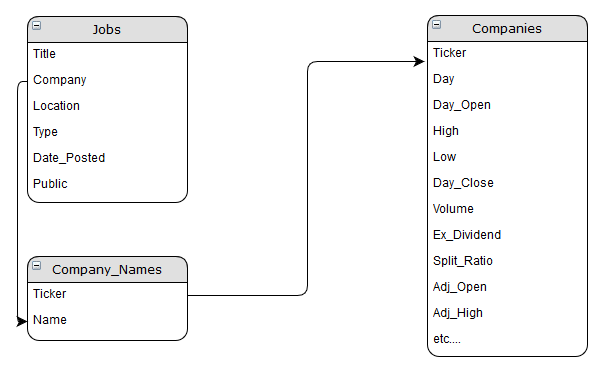 Jobs
Title
Company
Location
Type
Date_Posted
Public
Company_Names
Ticker
Name
Companies
Ticker
Day
Day_Open
High
Low
Day_Close
Volume
Ex_Dividend
Split_Ratio
Adj_Open
Adj_High
etc....